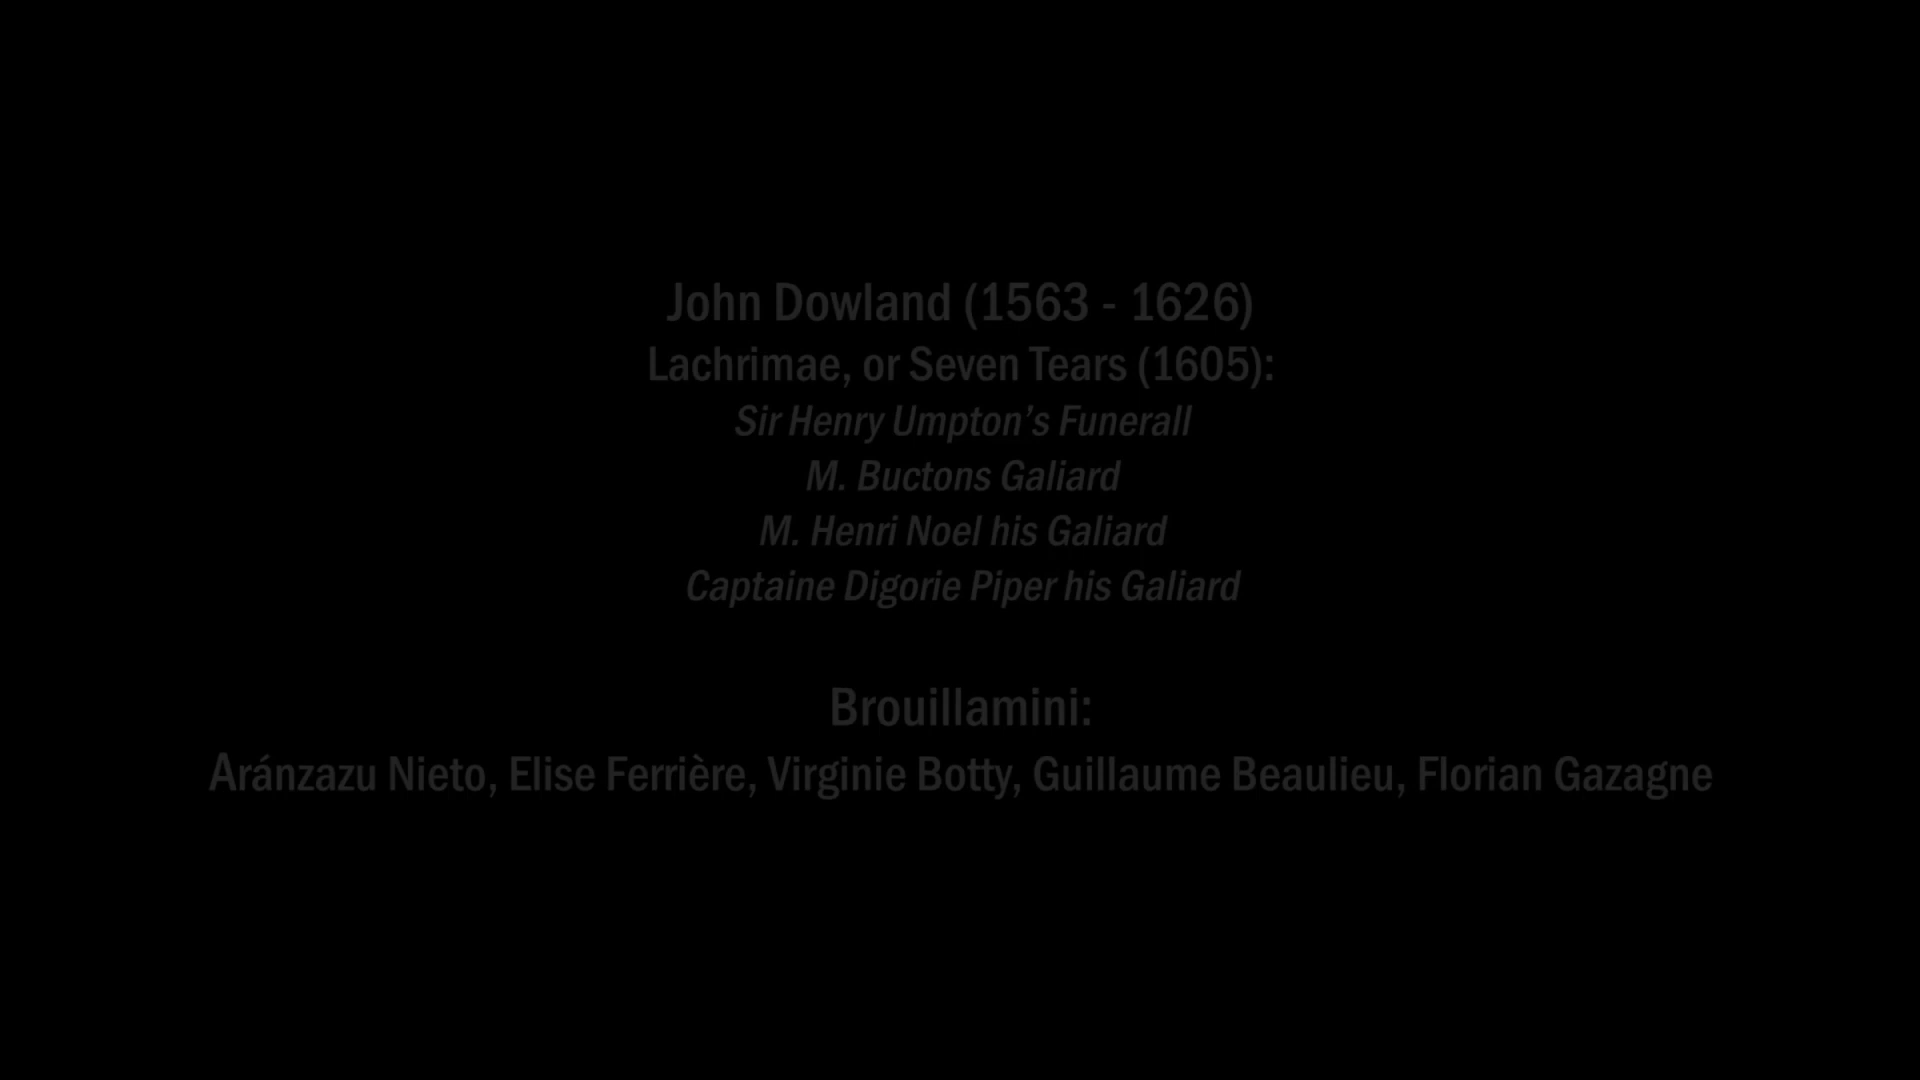 John Dowland (1563 - 1626)
Lachrimae, or Seven Tears (1605):
Sir Henry Umpton’s Funerall
M. Buctons Galiard
M. Henri Noel his Galiard
Captaine Digorie Piper his Galiard
Brouillamini:
Aránzazu Nieto, Elise Ferrière, Virginie Botty, Guillaume Beaulieu, Florian Gazagne